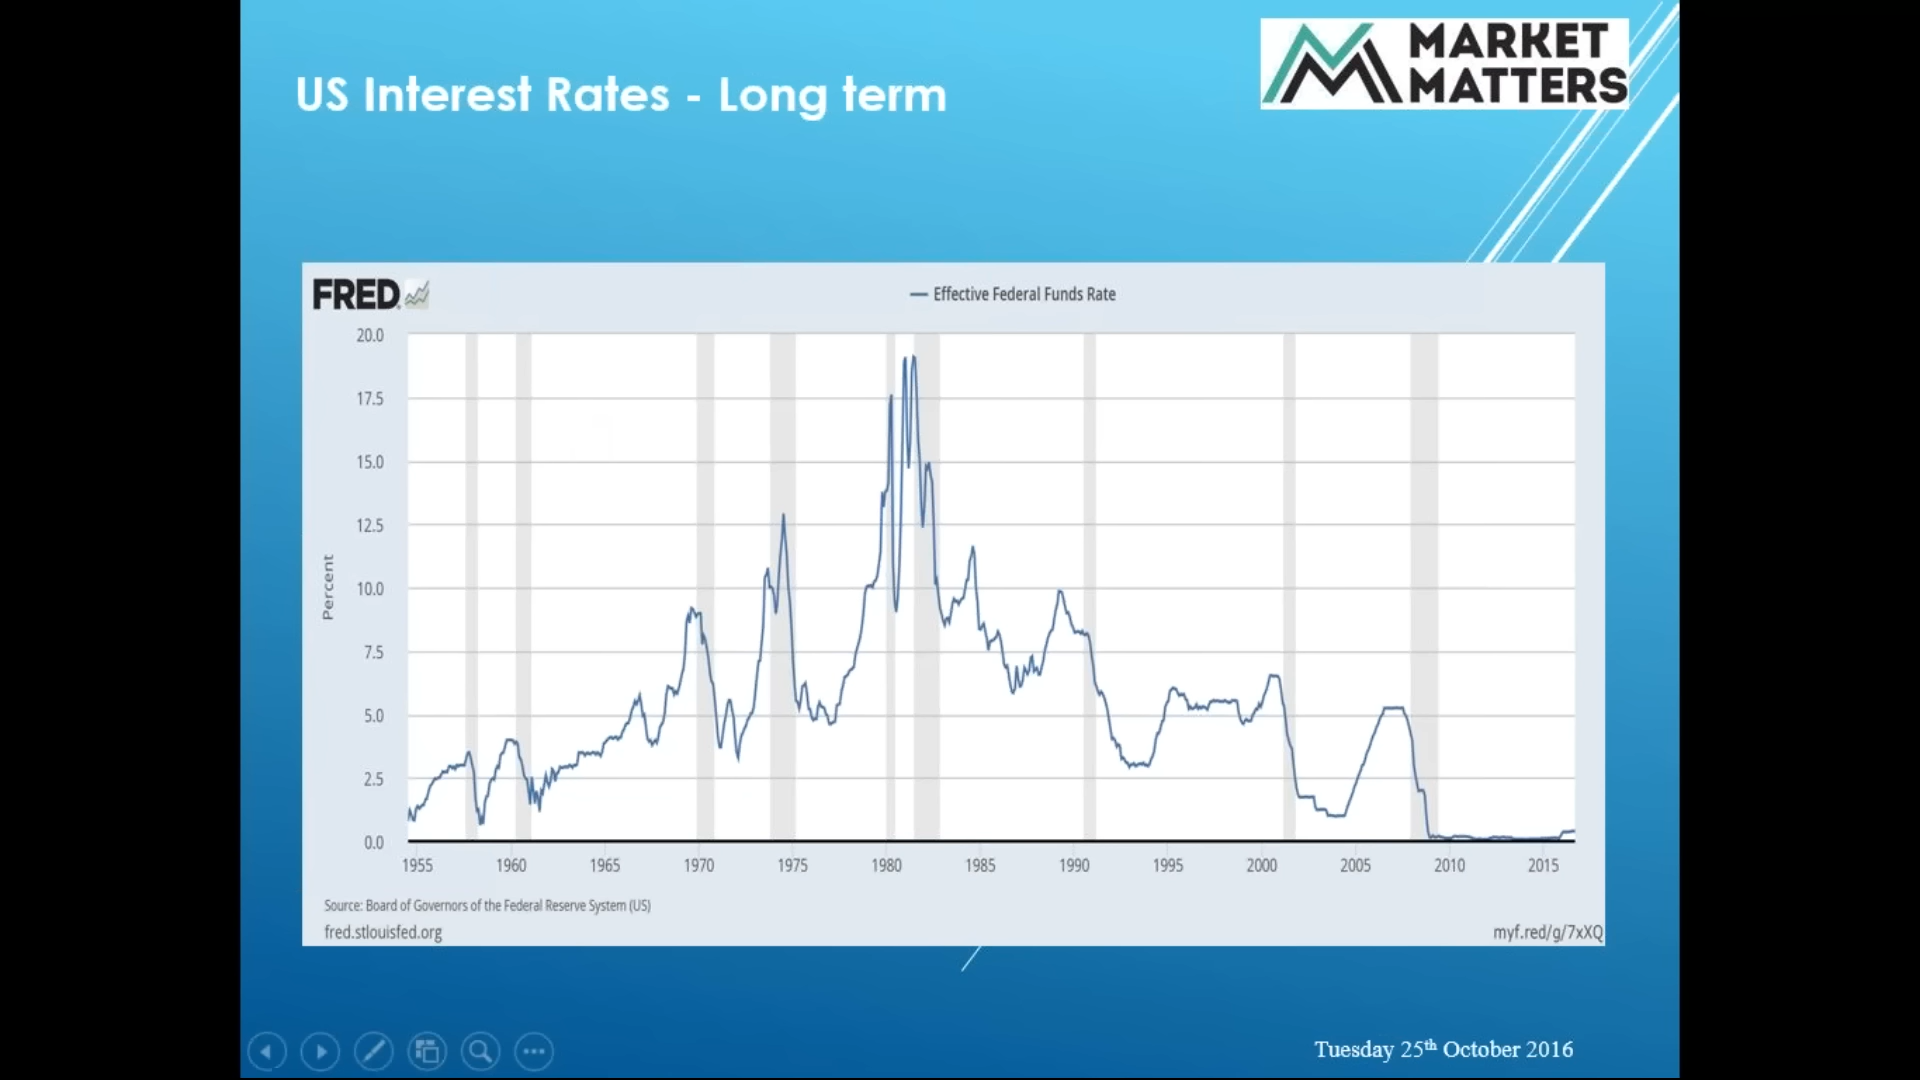 US Interest Rates - Long term
MARKET
MATTERS
FRED
Effective Federal Funds Rate
20.0
17.5
15.0
12.5
10.0
7.5
5.0
2.5
0.0
Percent
1955 1960 1965 1970 1975 1980 1985 1990 1995 2000 2005 2010 2015
Source: Board of Governors of the Federal Reserve System (US)
fred.stlouisfed.org
myf.red/g/7xXQ
Tuesday 25th October 2016